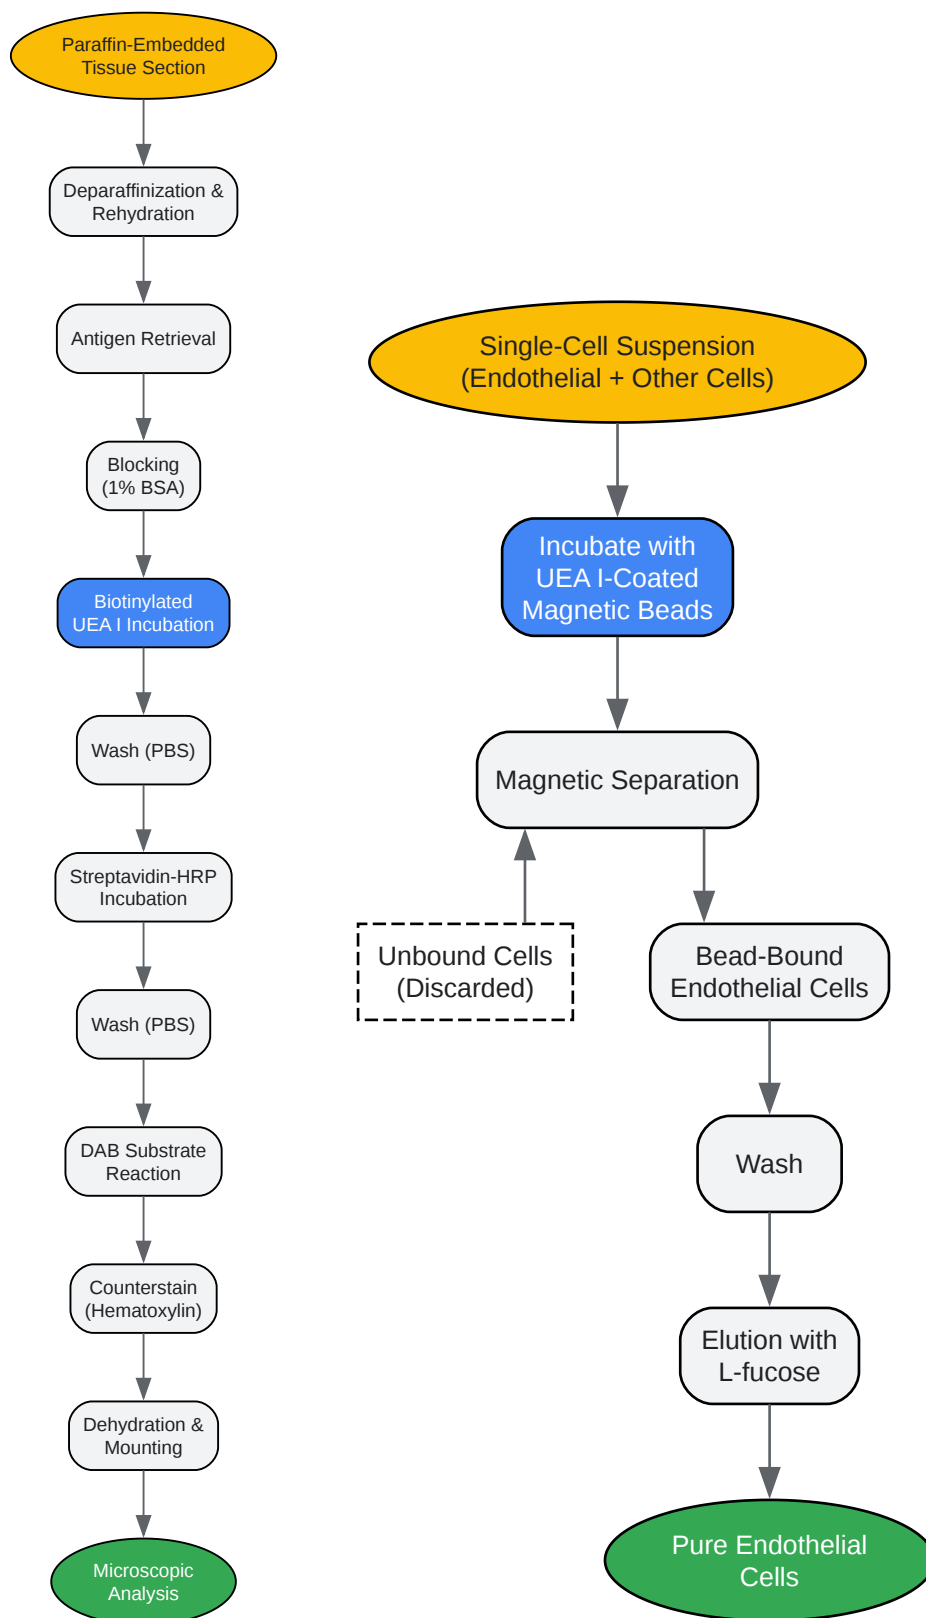 Paraffin-Embedded
Tissue Section
Deparaffinization &
Rehydration
Antigen Retrieval
Blocking
(1% BSA)
Biotinylated
UEA I Incubation
Wash (PBS)
Streptavidin-HRP
Incubation
Wash (PBS)
DAB Substrate
Reaction
Counterstain
(Hematoxylin)
Dehydration &
Mounting
Microscopic
Analysis
Single-Cell Suspension
(Endothelial + Other Cells)
Incubate with
UEA I-Coated
Magnetic Beads
Magnetic Separation
Unbound Cells
(Discarded)
Bead-Bound
Endothelial Cells
Wash
Elution with
L-fucose
Pure Endothelial
Cells